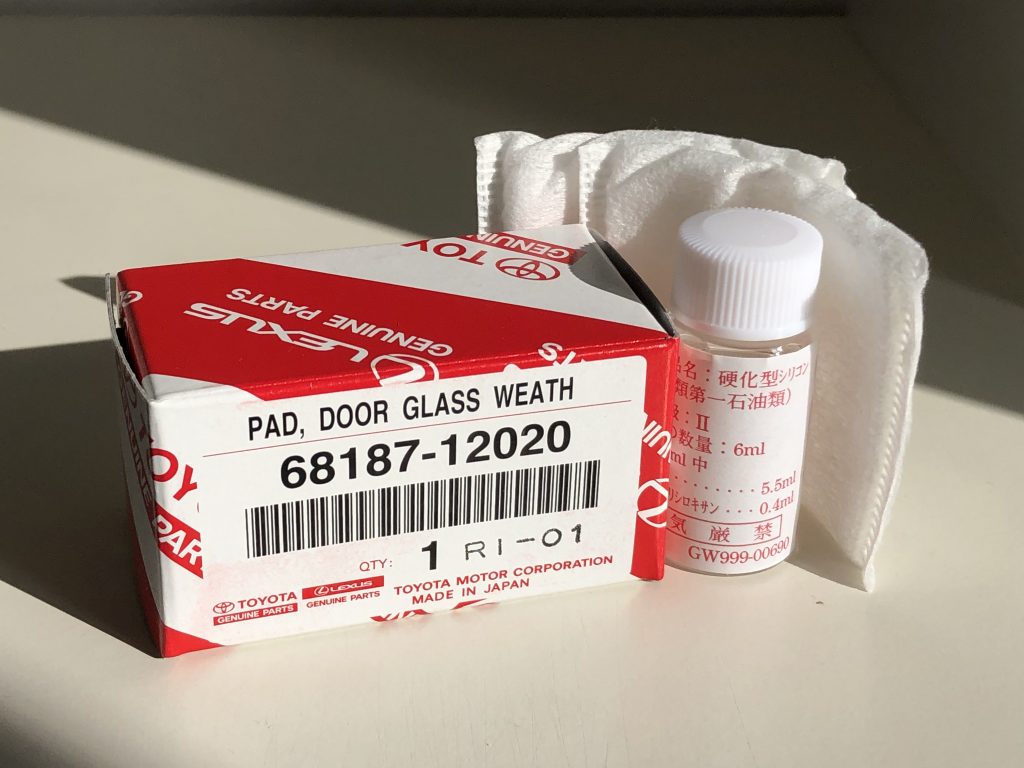 TOYOTA
GENUINE
LEXUS
GENUINE PARTS
PAD, DOOR GLASS WEATH
68187-12020
QTY: 1 RI-01
TOYOTA
GENUINE PARTS
LEXUS
GENUINE PARTS
TOYOTA MOTOR CORPORATION
MADE IN JAPAN
品名：硬化型シリコン
類第一石油類）
級：II
数量：6ml
ml 中
. . . . . . . . . 5.5ml
シロキサン . . . 0.4ml
気 厳 禁
GW999-00690